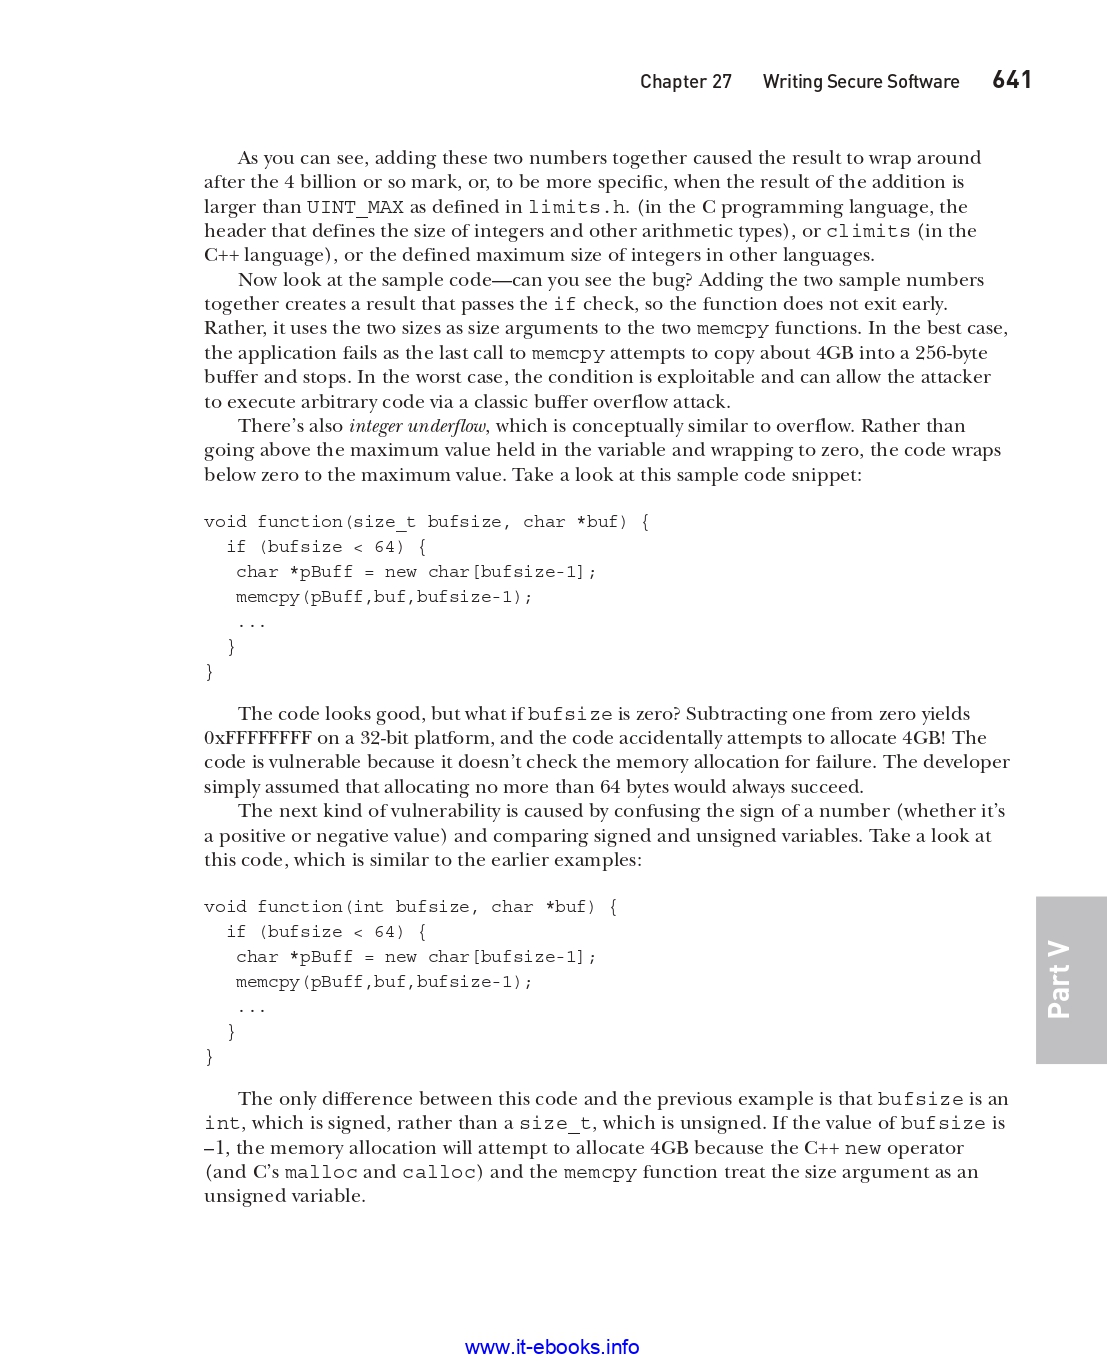 Chapter 27 Writing Secure Software 641
As you can see, adding these two numbers together caused the result to wrap around
after the 4 billion or so mark, or, to be more specific, when the result of the addition is
larger than UINT_MAX as defined in limits.h. (in the C programming language, the
header that defines the size of integers and other arithmetic types), or climits (in the
C++ language), or the defined maximum size of integers in other languages.
Now look at the sample code—can you see the bug? Adding the two sample numbers
together creates a result that passes the if check, so the function does not exit early.
Rather, it uses the two sizes as size arguments to the two memcpy functions. In the best case,
the application fails as the last call to memcpy attempts to copy about 4GB into a 256-byte
buffer and stops. In the worst case, the condition is exploitable and can allow the attacker
to execute arbitrary code via a classic buffer overflow attack.
There's also integer underflow, which is conceptually similar to overflow. Rather than
going above the maximum value held in the variable and wrapping to zero, the code wraps
below zero to the maximum value. Take a look at this sample code snippet:
void function(size_t bufsize, char *buf) {
if (bufsize < 64) {
char *pBuff = new char[bufsize-1];
memcpy(pBuff,buf,bufsize-1);
...
}
}
The code looks good, but what if bufsize is zero? Subtracting one from zero yields
0xFFFFFFFF on a 32-bit platform, and the code accidentally attempts to allocate 4GB! The
code is vulnerable because it doesn't check the memory allocation for failure. The developer
simply assumed that allocating no more than 64 bytes would always succeed.
The next kind of vulnerability is caused by confusing the sign of a number (whether it's
a positive or negative value) and comparing signed and unsigned variables. Take a look at
this code, which is similar to the earlier examples:
void function(int bufsize, char *buf) {
if (bufsize < 64) {
char *pBuff = new char[bufsize-1];
memcpy(pBuff,buf,bufsize-1);
...
}
}
Part V
The only difference between this code and the previous example is that bufsize is an
int, which is signed, rather than a size_t, which is unsigned. If the value of bufsize is
–1, the memory allocation will attempt to allocate 4GB because the C++ new operator
(and C's malloc and calloc) and the memcpy function treat the size argument as an
unsigned variable.
www.it-ebooks.info